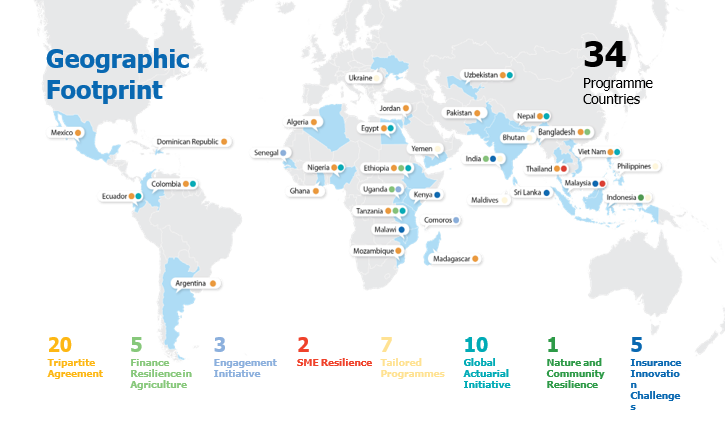 Geographic
Footprint
34
Programme
Countries
Ukraine
Uzbekistan
Jordan
Pakistan
Algeria
Egypt
Nepal
Mexico
Dominican Republic
Bhutan
Bangladesh
Senegal
Yemen
India
Viet Nam
Nigeria
Ethiopia
Thailand
Philippines
Colombia
Ghana
Uganda
Kenya
Sri Lanka
Malaysia
Ecuador
Maldives
Indonesia
Tanzania
Comoros
Malawi
Mozambique
Madagascar
Argentina
20
Tripartite
Agreement
5
Finance
Resilience in
Agriculture
3
Engagement
Initiative
2
SME Resilience
7
Tailored
Programmes
10
Global
Actuarial
Initiative
1
Nature and
Community
Resilience
5
Insurance
Innovatio
n
Challenge
s